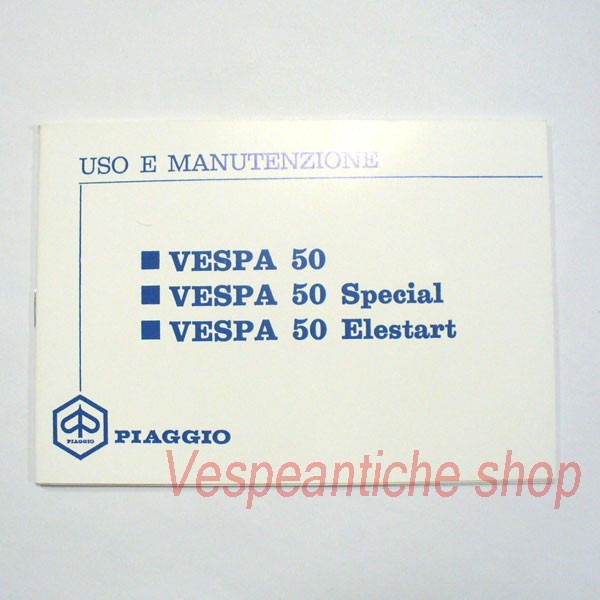 USO E MANUTENZIONE
■ VESPA 50
■ VESPA 50 Special
■ VESPA 50 Elestart
PIAGGIO
PIAGGIO
Vespeantiche shop